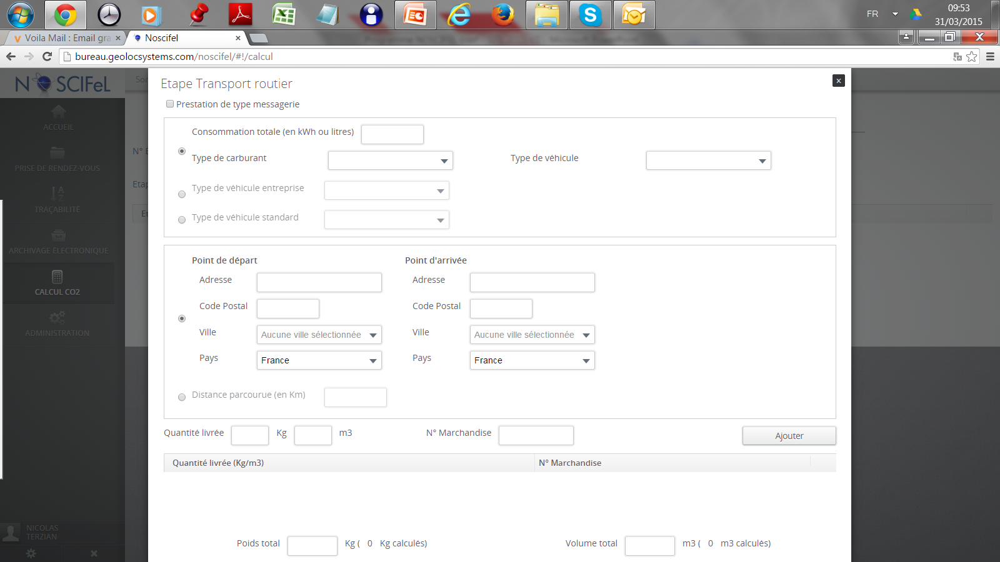 FR
09:53
31/03/2015
Voila Mail : Email gra
Noscifel
bureau.geolocsystems.com/noscifel/#!/calcul
NOSCIFeL
Etape Transport routier
Prestation de type messagerie
ACCUEIL
PRISE DE RENDEZ-VOUS
TRAÇABILITÉ
ARCHIVAGE ÉLECTRONIQUE
CALCUL CO2
ADMINISTRATION
NICOLAS
TERZIAN
Consommation totale (en kWh ou litres)
Type de carburant Type de véhicule
Type de véhicule entreprise
Type de véhicule standard
Point de départ Point d'arrivée
Adresse Adresse
Code Postal Code Postal
Ville Aucune ville sélectionnée Ville Aucune ville sélectionnée
Pays France Pays France
Distance parcourue (en Km)
Quantité livrée Kg m3 N° Marchandise Ajouter
Quantité livrée (Kg/m3) N° Marchandise
Poids total Kg ( 0 Kg calculés) Volume total m3 ( 0 m3 calculés)